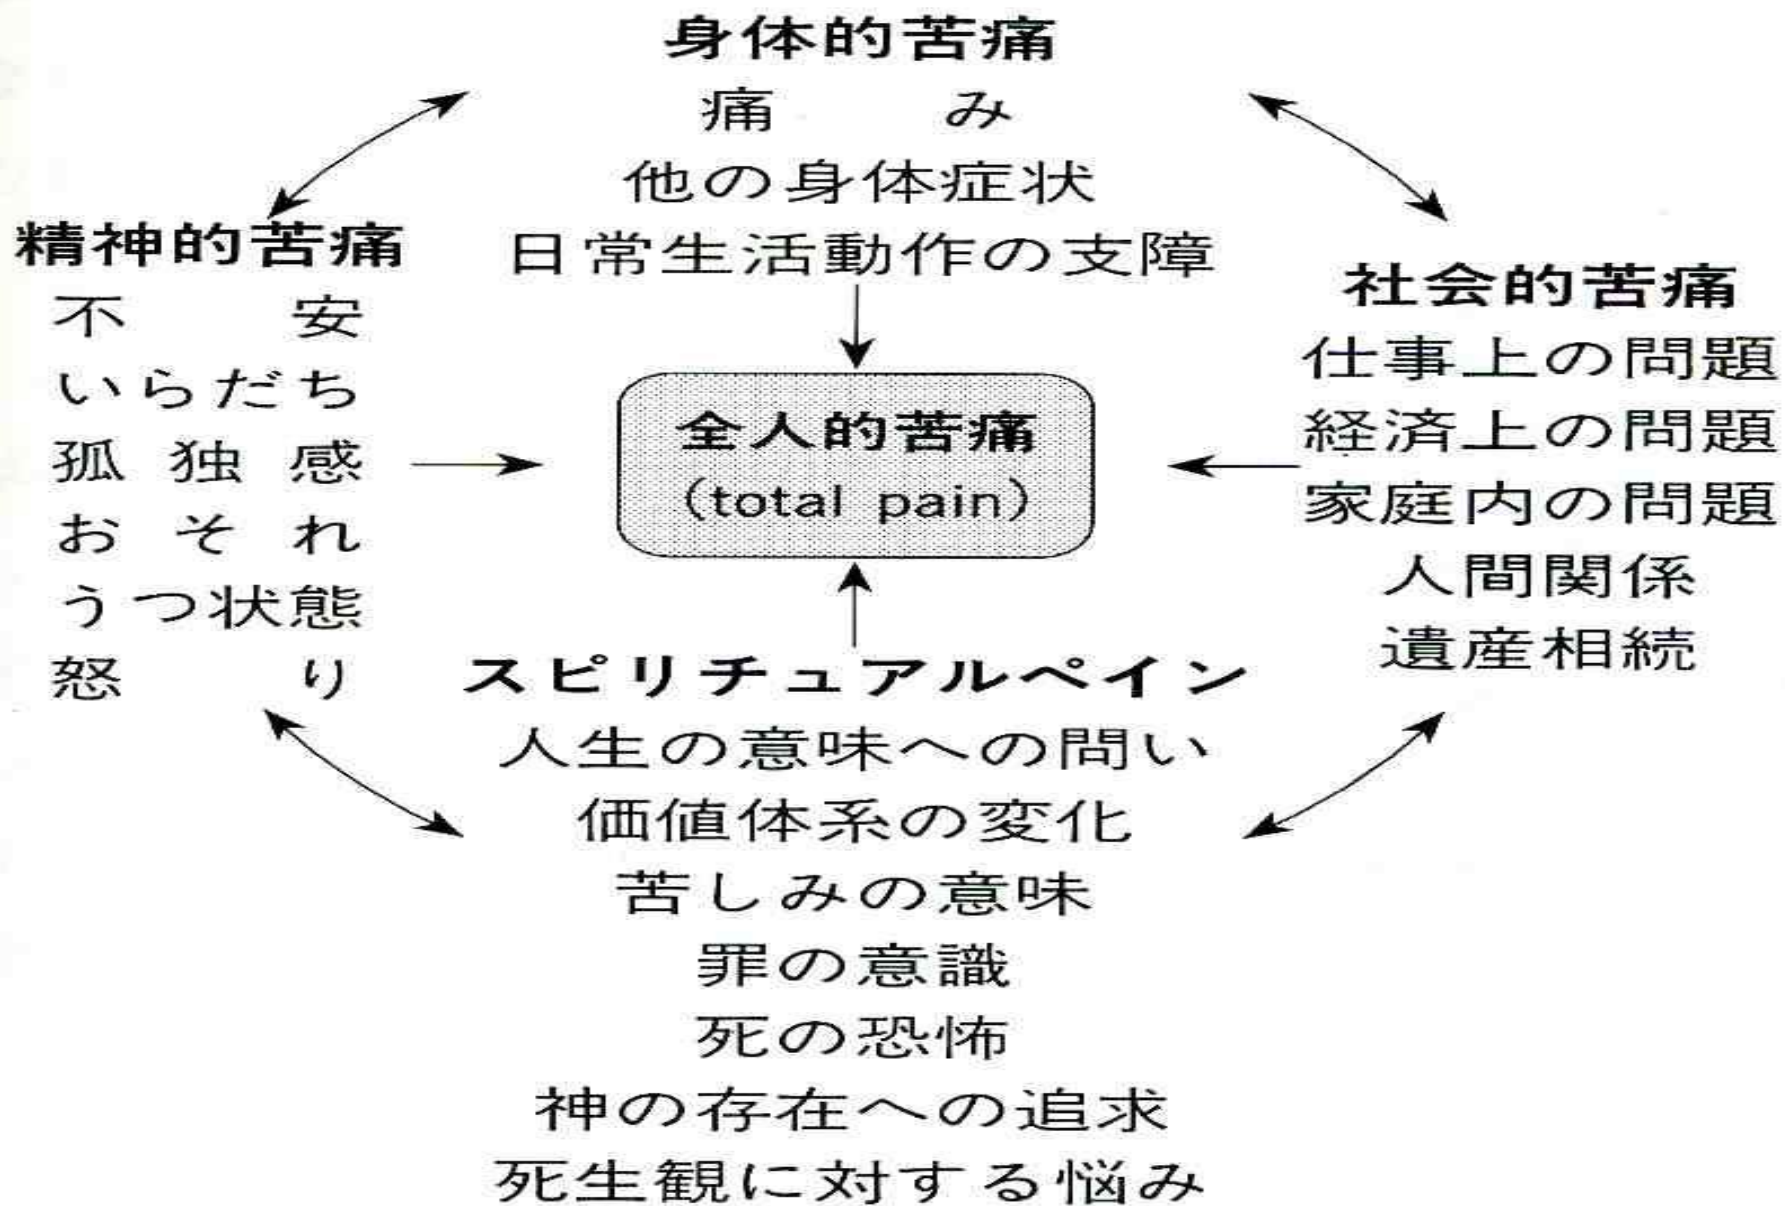 身体的苦痛
痛み
他の身体症状
日常生活動作の支障
精神的苦痛
不安
いらだち
孤独感
おそれ
うつ状態
怒り
全人的苦痛
(total pain)
社会的苦痛
仕事上の問題
経済上の問題
家庭内の問題
人間関係
遺産相続
スピリチュアルペイン
人生の意味への問い
価値体系の変化
苦しみの意味
罪の意識
死の恐怖
神の存在への追求
死生観に対する悩み